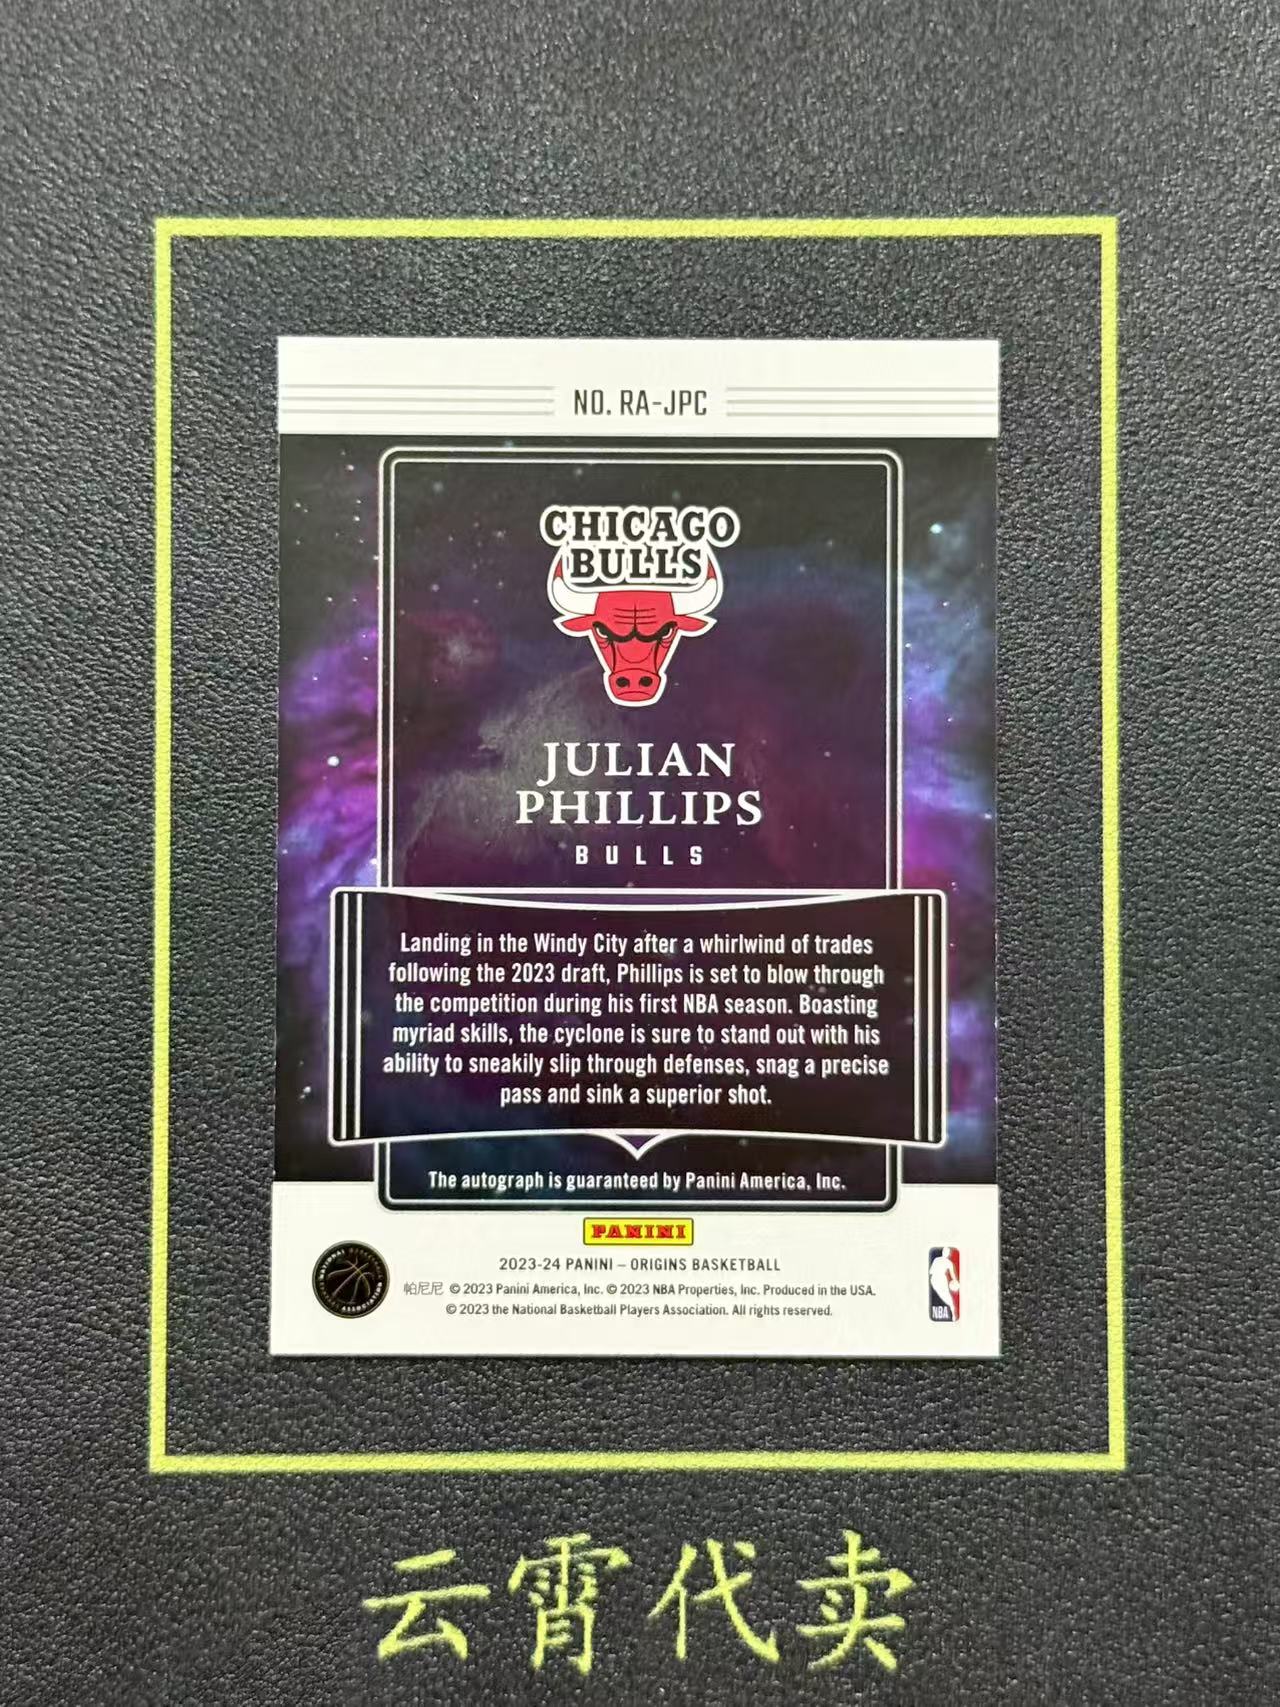 NO. RA-JPC
CHICAGO
BULLS
JULIAN
PHILLIPS
BULLS
Landing in the Windy City after a whirlwind of trades
following the 2023 draft, Phillips is set to blow through
the competition during his first NBA season. Boasting
myriad skills, the cyclone is sure to stand out with his
ability to sneakily slip through defenses, snag a precise
pass and sink a superior shot.
The autograph is guaranteed by Panini America, Inc.
PANINI
2023-24 PANINI – ORIGINS BASKETBALL
帕尼尼 © 2023 Panini America, Inc. © 2023 NBA Properties, Inc. Produced in the USA.
© 2023 the National Basketball Players Association. All rights reserved.
NBA
云霄代卖